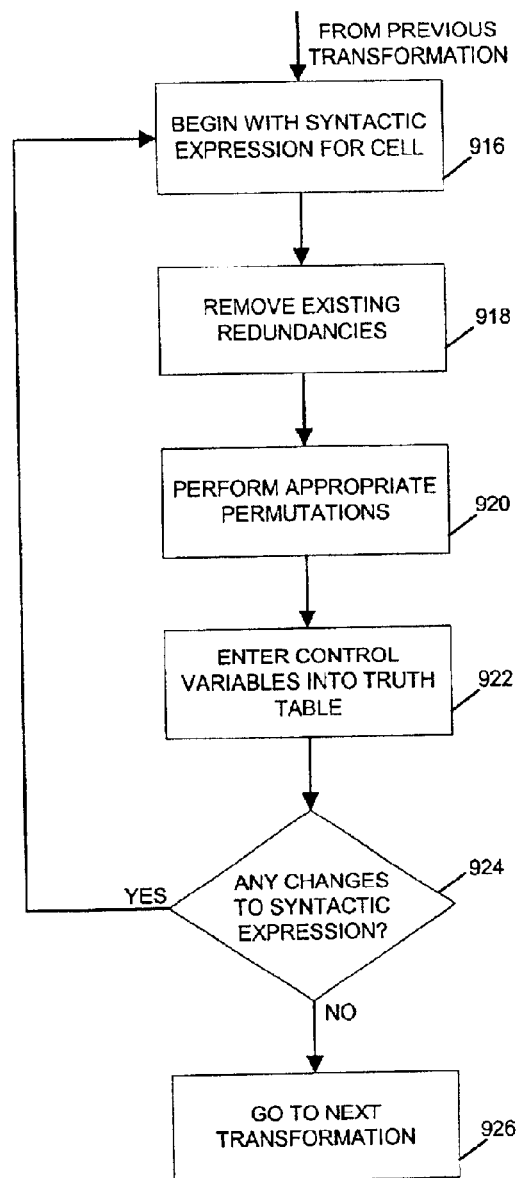 FROM PREVIOUS
TRANSFORMATION
BEGIN WITH SYNTACTIC
EXPRESSION FOR CELL
916
REMOVE EXISTING
REDUNDANCIES
918
PERFORM APPROPRIATE
PERMUTATIONS
920
ENTER CONTROL
VARIABLES INTO TRUTH
TABLE
922
YES
ANY CHANGES
TO SYNTACTIC
EXPRESSION?
924
NO
GO TO NEXT
TRANSFORMATION
926